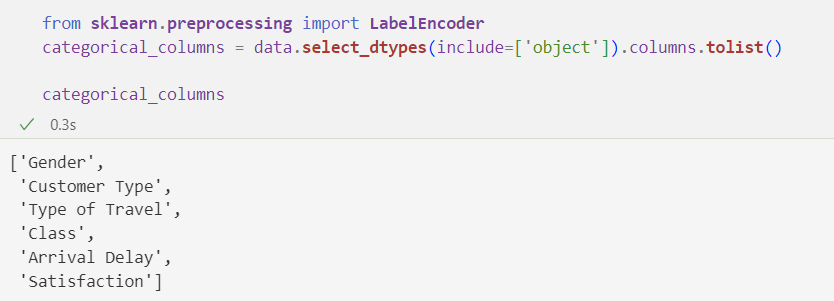 from sklearn.preprocessing import LabelEncoder
categorical_columns = data.select_dtypes(include=['object']).columns.tolist()
categorical_columns
✓ 0.3s
['Gender',
 'Customer Type',
 'Type of Travel',
 'Class',
 'Arrival Delay',
 'Satisfaction']